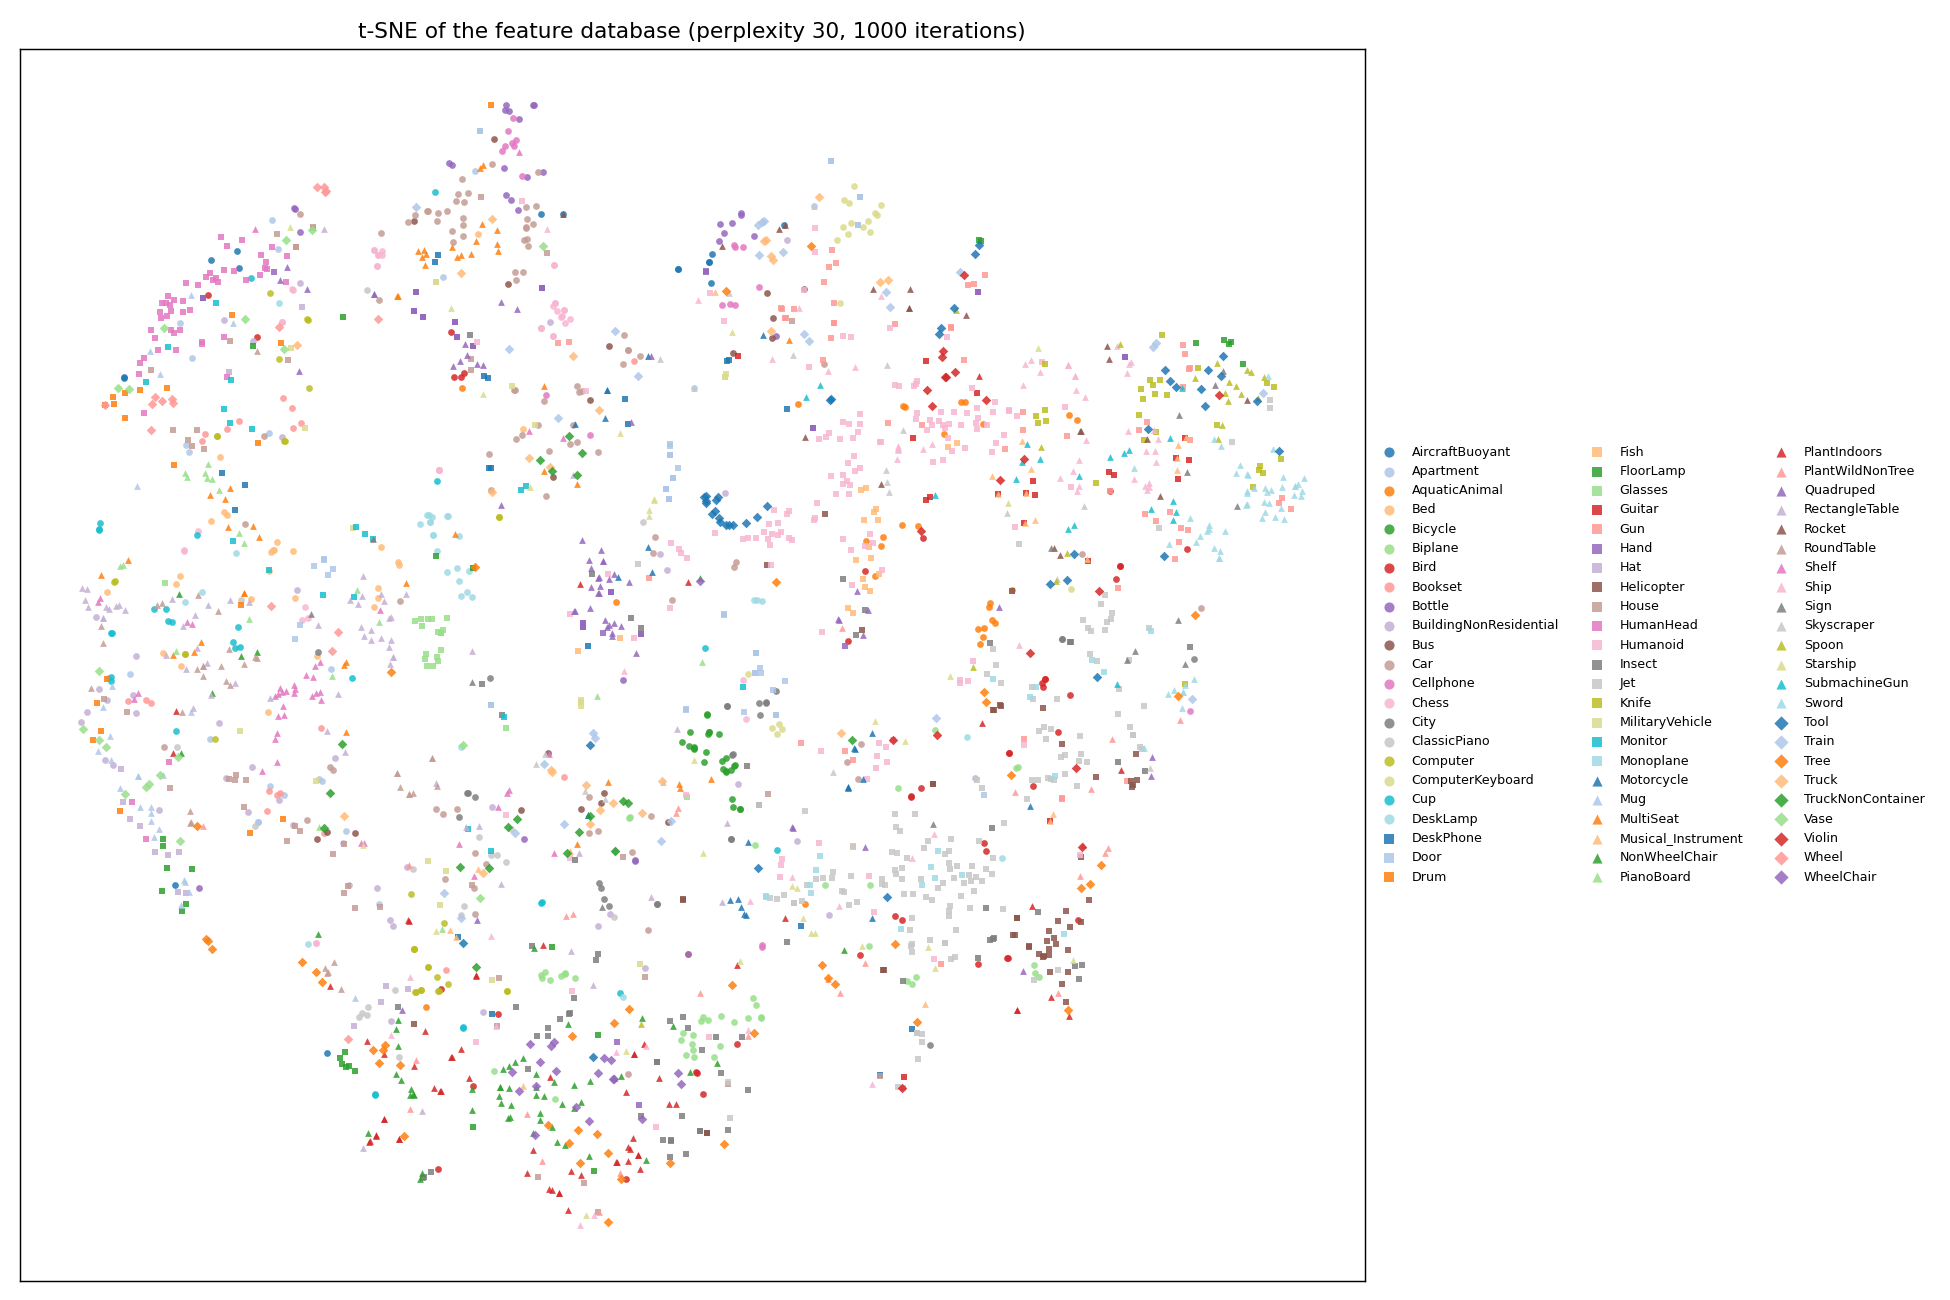 t-SNE of the feature database (perplexity 30, 1000 iterations)
AircraftBuoyant
Apartment
AquaticAnimal
Bed
Bicycle
Biplane
Bird
Bookset
Bottle
BuildingNonResidential
Bus
Car
Cellphone
Chess
City
ClassicPiano
Computer
ComputerKeyboard
Cup
DeskLamp
DeskPhone
Door
Drum
Fish
FloorLamp
Glasses
Guitar
Gun
Hand
Hat
Helicopter
House
HumanHead
Humanoid
Insect
Jet
Knife
MilitaryVehicle
Monitor
Monoplane
Motorcycle
Mug
MultiSeat
Musical_Instrument
NonWheelChair
PianoBoard
PlantIndoors
PlantWildNonTree
Quadruped
RectangleTable
Rocket
RoundTable
Shelf
Ship
Sign
Skyscraper
Spoon
Starship
SubmachineGun
Sword
Tool
Train
Tree
Truck
TruckNonContainer
Vase
Violin
Wheel
WheelChair